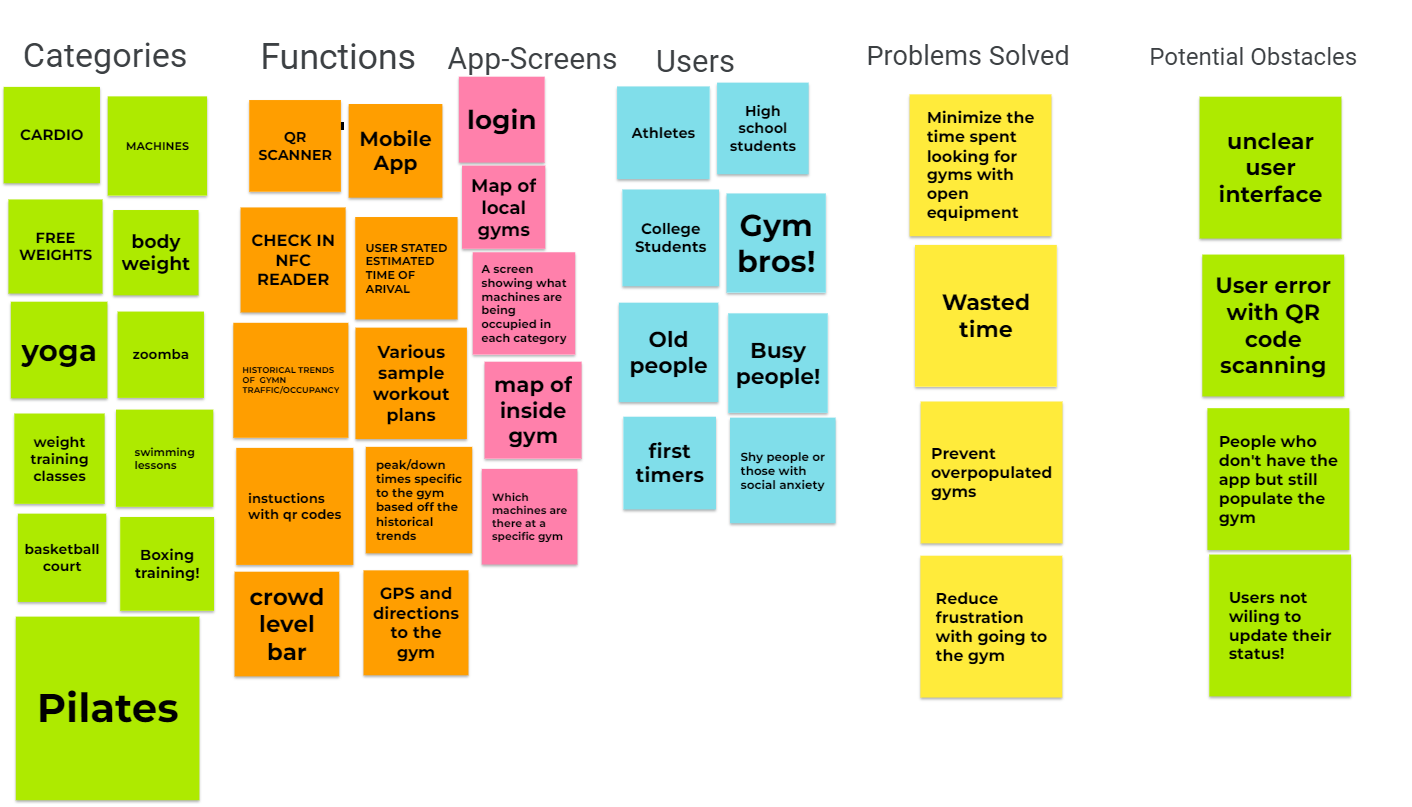 Categories
CARDIO
MACHINES
FREE
WEIGHTS
body
weight
yoga
zoomba
weight
training
classes
swimming
lessons
basketball
court
Boxing
training!
Pilates
Functions
QR
SCANNER
Mobile
App
CHECK IN
NFC
READER
USER STATED
ESTIMATED
TIME OF
ARIVAL
HISTORICAL TRENDS
OF GYMN
TRAFFIC/OCCUPANCY
Various
sample
workout
plans
instuctions
with qr codes
peak/down
times specific
to the gym
based off the
historical
trends
crowd
level
bar
GPS and
directions
to the
gym
App-Screens
login
Map of
local
gyms
A screen
showing what
machines are
being
occupied in
each category
map of
inside
gym
Which
machines are
there at a
specific gym
Users
Athletes
High
school
students
College
Students
Gym
bros!
Old
people
Busy
people!
first
timers
Shy people or
those with
social anxiety
Problems Solved
Minimize the
time spent
looking for
gyms with
open
equipment
Wasted
time
Prevent
overpopulated
gyms
Reduce
frustration
with going to
the gym
Potential Obstacles
unclear
user
interface
User error
with QR
code
scanning
People who
don't have the
app but still
populate the
gym
Users not
wiling to
update their
status!